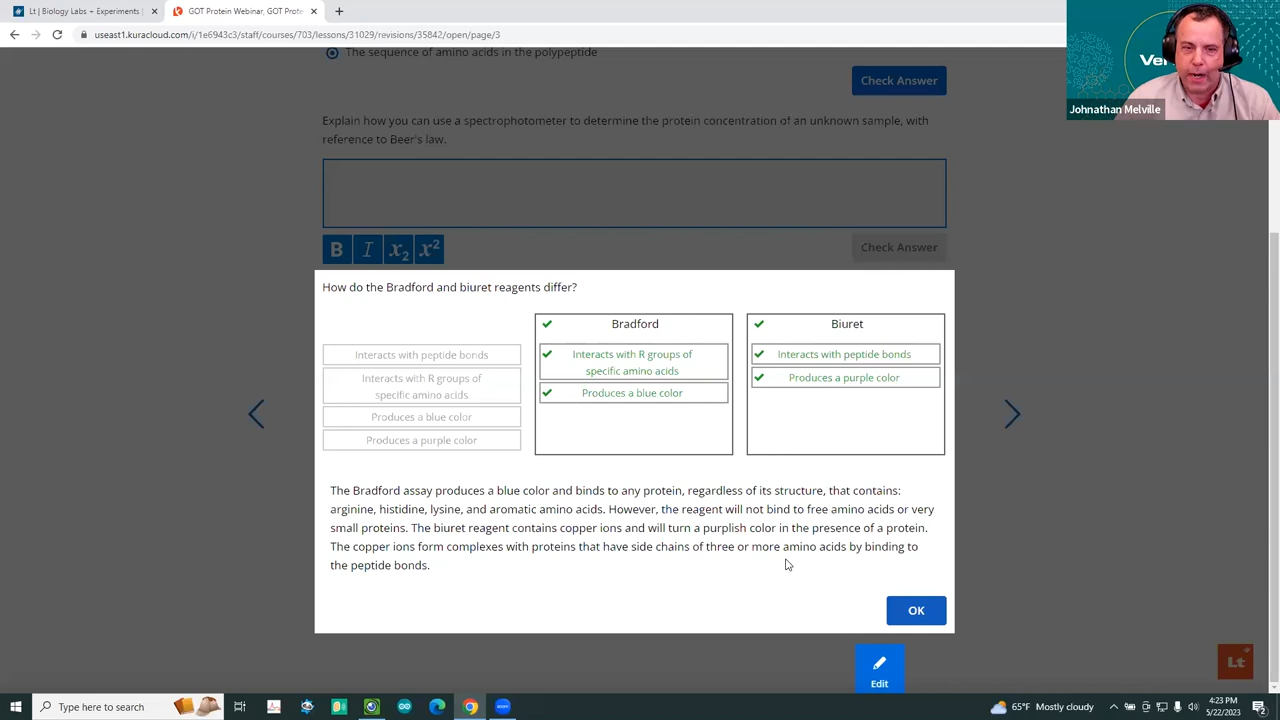 Lt | Biology Labs + Experiments |
GOT Protein Webinar, GOT Prote
useast1.kuracloud.com/i/1e6943c3/staff/courses/703/lessons/31029/revisions/35842/open/page/3
Ver
Johnathan Melville
The sequence of amino acids in the polypeptide
Check Answer
Explain how you can use a spectrophotometer to determine the protein concentration of an unknown sample, with
reference to Beer's law.
B I x2 x2
Check Answer
How do the Bradford and biuret reagents differ?
Interacts with peptide bonds
Interacts with R groups of
specific amino acids
Produces a blue color
Produces a purple color
Bradford
Interacts with R groups of
specific amino acids
Produces a blue color
Biuret
Interacts with peptide bonds
Produces a purple color
The Bradford assay produces a blue color and binds to any protein, regardless of its structure, that contains:
arginine, histidine, lysine, and aromatic amino acids. However, the reagent will not bind to free amino acids or very
small proteins. The biuret reagent contains copper ions and will turn a purplish color in the presence of a protein.
The copper ions form complexes with proteins that have side chains of three or more amino acids by binding to
the peptide bonds.
OK
Edit
Lt
Type here to search
65°F Mostly cloudy
4:23 PM
5/22/2023
2